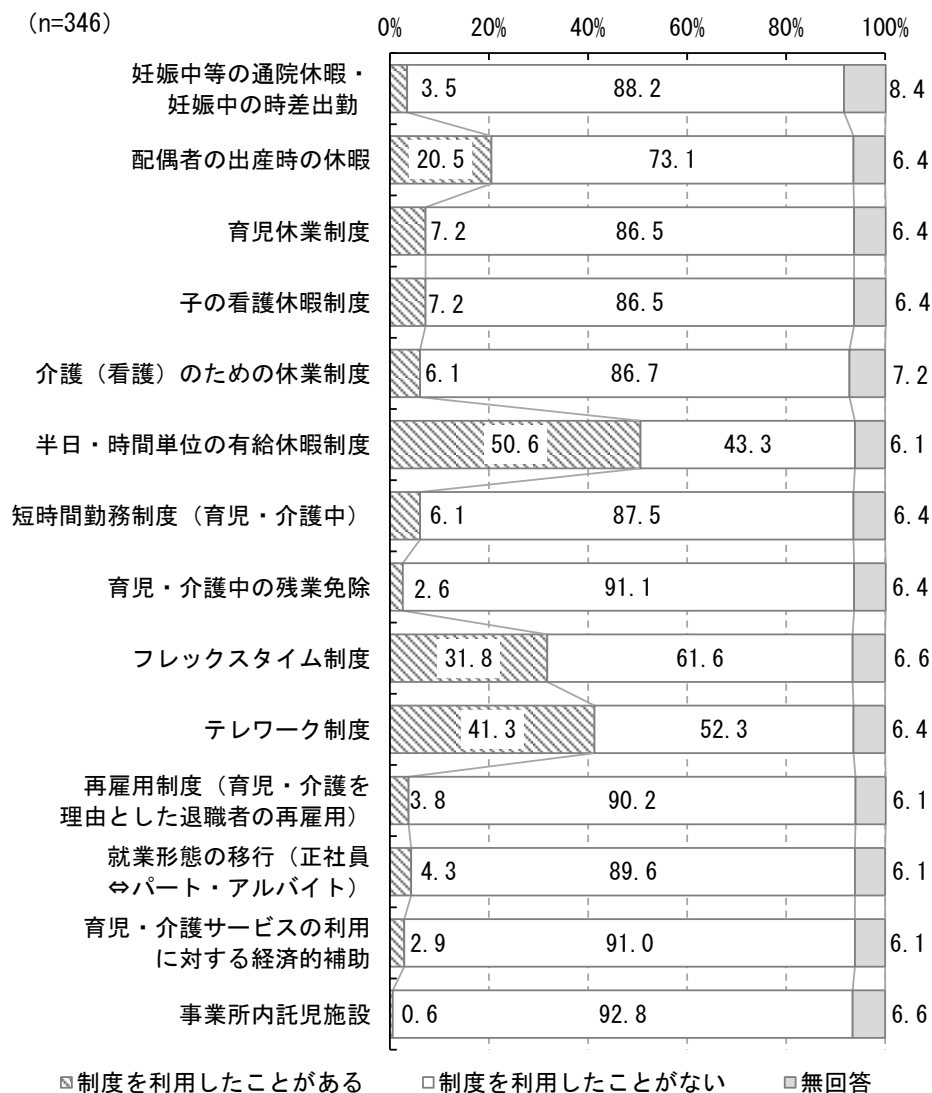 (n=346)
0% 20% 40% 60% 80% 100%
妊娠中等の通院休暇・
妊娠中の時差出勤
3.5 88.2 8.4
配偶者の出産時の休暇 20.5 73.1 6.4
育児休業制度 7.2 86.5 6.4
子の看護休暇制度 7.2 86.5 6.4
介護（看護）のための休業制度 6.1 86.7 7.2
半日・時間単位の有給休暇制度 50.6 43.3 6.1
短時間勤務制度（育児・介護中） 6.1 87.5 6.4
育児・介護中の残業免除 2.6 91.1 6.4
フレックスタイム制度 31.8 61.6 6.6
テレワーク制度 41.3 52.3 6.4
再雇用制度（育児・介護を
理由とした退職者の再雇用）
3.8 90.2 6.1
就業形態の移行（正社員
⇔パート・アルバイト）
4.3 89.6 6.1
育児・介護サービスの利用
に対する経済的補助
2.9 91.0 6.1
事業所内託児施設 0.6 92.8 6.6
制度を利用したことがある 制度を利用したことがない 無回答